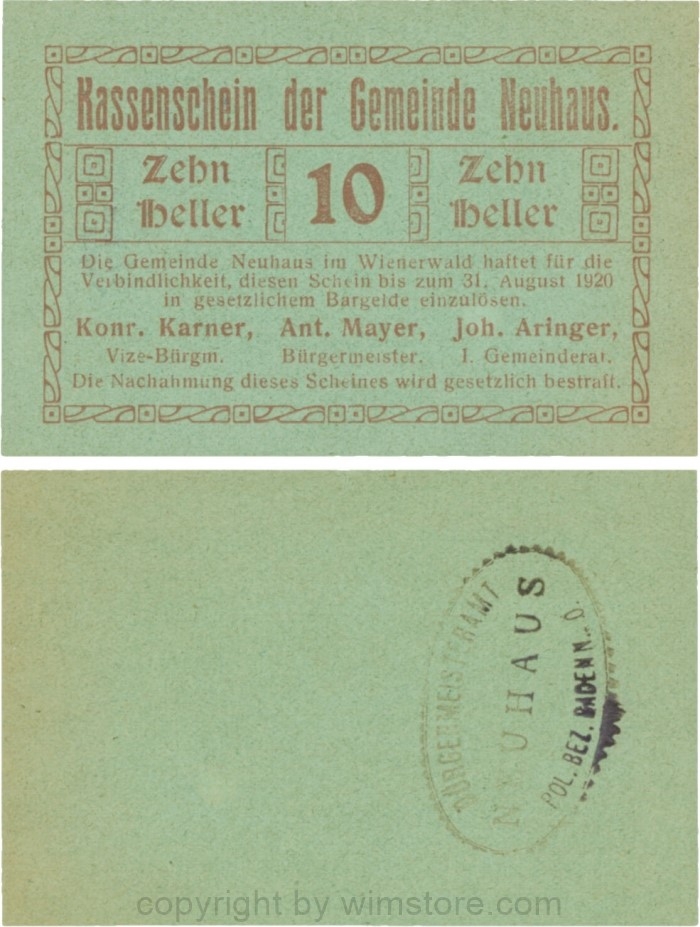 Kassenschein der Gemeinde Neuhaus.
Zehn Heller 10 Zehn Heller
Die Gemeinde Neuhaus im Wienerwald haftet für die
Verbindlichkeit, diesen Schein bis zum 31. August 1920
in gesetzlichem Bargelde einzulösen.
Konr. Karner, Ant. Mayer, Joh. Aringer,
Vize-Bürgm. Bürgermeister. I. Gemeinderat.
Die Nachahmung dieses Scheines wird gesetzlich bestraft.
BÜRGERMEISTERAMT
NEUHAUS
POL. BEZ. BADEN N. Ö.
copyright by wimstore.com